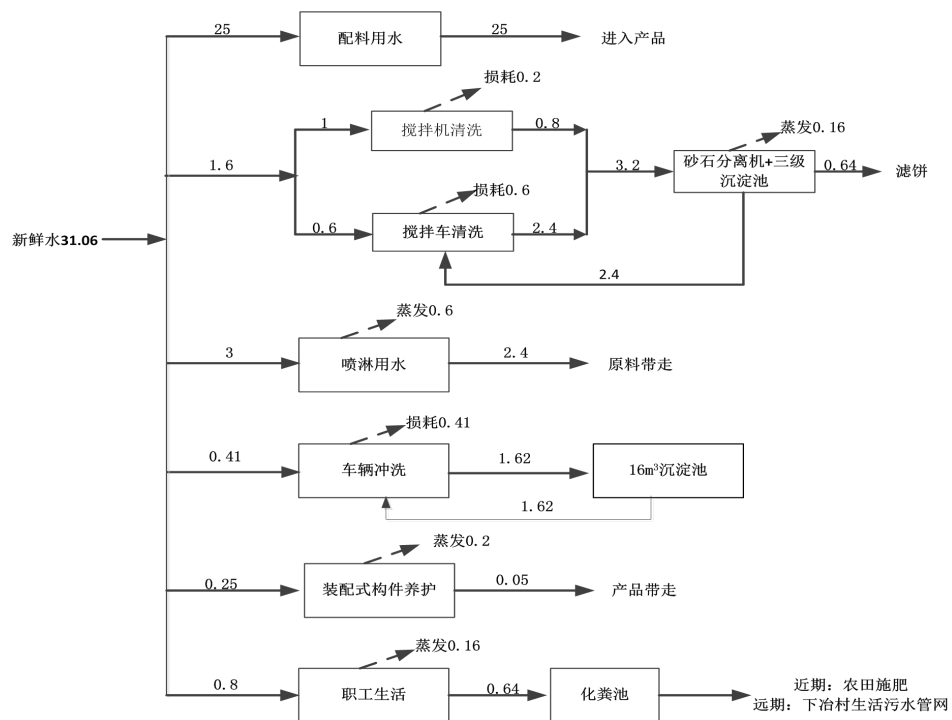 25
配料用水
25
进入产品
损耗0.2
1
搅拌机清洗
0.8
蒸发0.16
1.6
3.2
砂石分离机+三级
沉淀池
0.64
滤饼
损耗0.6
0.6
搅拌车清洗
2.4
新鲜水31.06
2.4
蒸发0.6
3
喷淋用水
2.4
原料带走
损耗0.41
0.41
车辆冲洗
1.62
16m³沉淀池
1.62
蒸发0.2
0.25
装配式构件养护
0.05
产品带走
蒸发0.16
0.8
职工生活
0.64
化粪池
近期：农田施肥
远期：下冶村生活污水管网